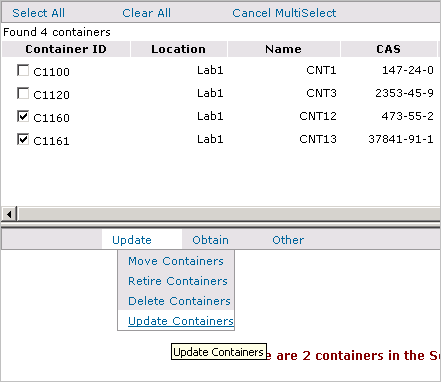 Select All Clear All Cancel MultiSelect
Found 4 containers
Container ID Location Name CAS
C1100 Lab1 CNT1 147-24-0
C1120 Lab1 CNT3 2353-45-9
C1160 Lab1 CNT12 473-55-2
C1161 Lab1 CNT13 37841-91-1
Update Obtain Other
Move Containers
Retire Containers
Delete Containers
Update Containers
Update Containers
are 2 containers in the